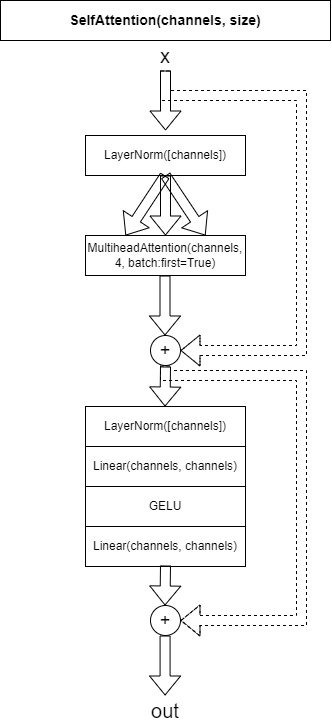 SelfAttention(channels, size)
x
LayerNorm([channels])
MultiheadAttention(channels,
4, batch:first=True)
+
LayerNorm([channels])
Linear(channels, channels)
GELU
Linear(channels, channels)
+
out